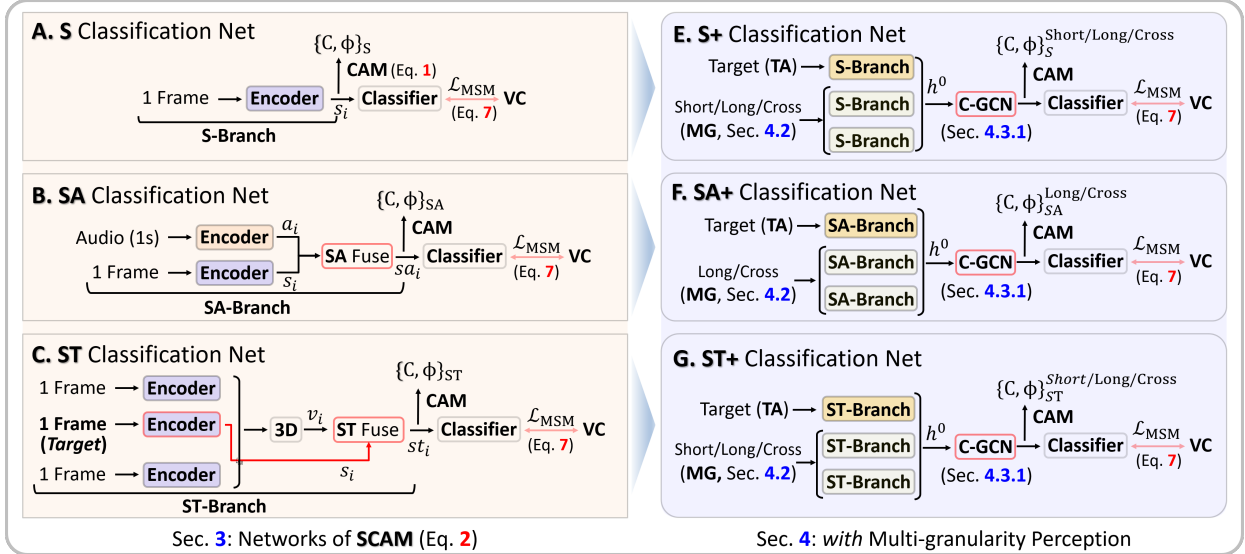 A. S Classification Net
{C, ϕ}S
CAM (Eq. 1)
1 Frame
Encoder
si
Classifier
ℒMSM
(Eq. 7)
VC
S-Branch
B. SA Classification Net
{C, ϕ}SA
CAM
Audio (1s)
Encoder
ai
1 Frame
Encoder
si
SA Fuse
sai
Classifier
ℒMSM
(Eq. 7)
VC
SA-Branch
C. ST Classification Net
{C, ϕ}ST
CAM
1 Frame
Encoder
1 Frame
(Target)
Encoder
1 Frame
Encoder
3D
vi
ST Fuse
sti
si
Classifier
ℒMSM
(Eq. 7)
VC
ST-Branch
Sec. 3: Networks of SCAM (Eq. 2)
E. S+ Classification Net
{C, ϕ}S Short/Long/Cross
CAM
Target (TA)
S-Branch
Short/Long/Cross
(MG, Sec. 4.2)
S-Branch
S-Branch
h0
C-GCN
(Sec. 4.3.1)
Classifier
ℒMSM
(Eq. 7)
VC
F. SA+ Classification Net
{C, ϕ}SA Long/Cross
CAM
Target (TA)
SA-Branch
Long/Cross
(MG, Sec. 4.2)
SA-Branch
SA-Branch
h0
C-GCN
(Sec. 4.3.1)
Classifier
ℒMSM
(Eq. 7)
VC
G. ST+ Classification Net
{C, ϕ}ST Short/Long/Cross
CAM
Target (TA)
ST-Branch
Short/Long/Cross
(MG, Sec. 4.2)
ST-Branch
ST-Branch
h0
C-GCN
(Sec. 4.3.1)
Classifier
ℒMSM
(Eq. 7)
VC
Sec. 4: with Multi-granularity Perception